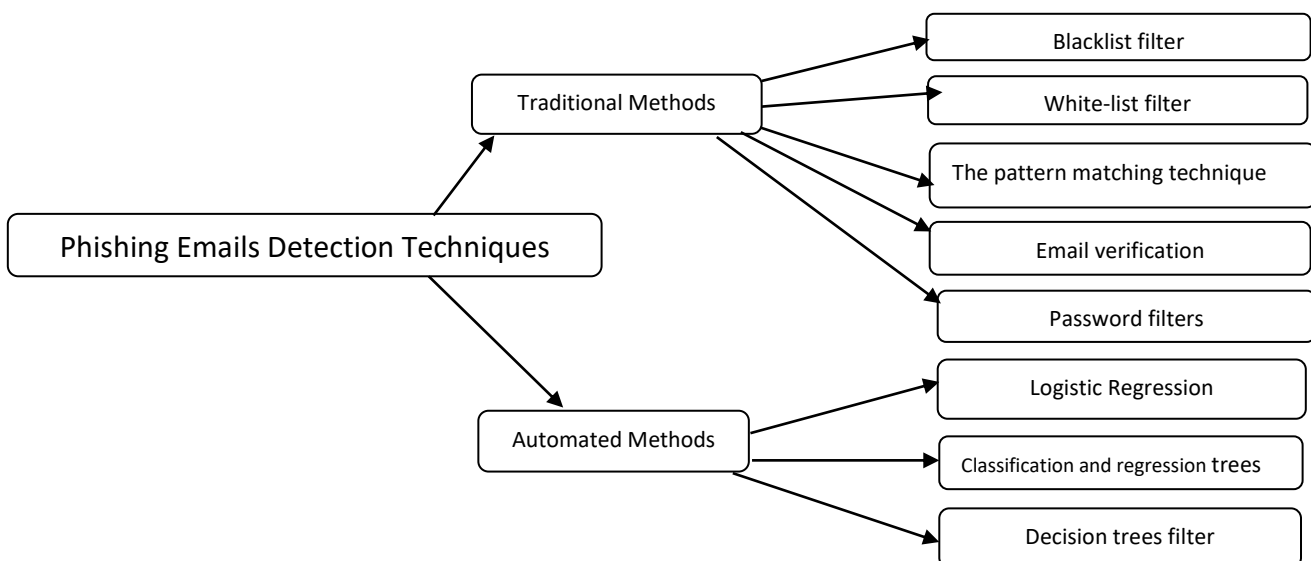 Phishing Emails Detection Techniques
Traditional Methods
Blacklist filter
White-list filter
The pattern matching technique
Email verification
Password filters
Automated Methods
Logistic Regression
Classification and regression trees
Decision trees filter